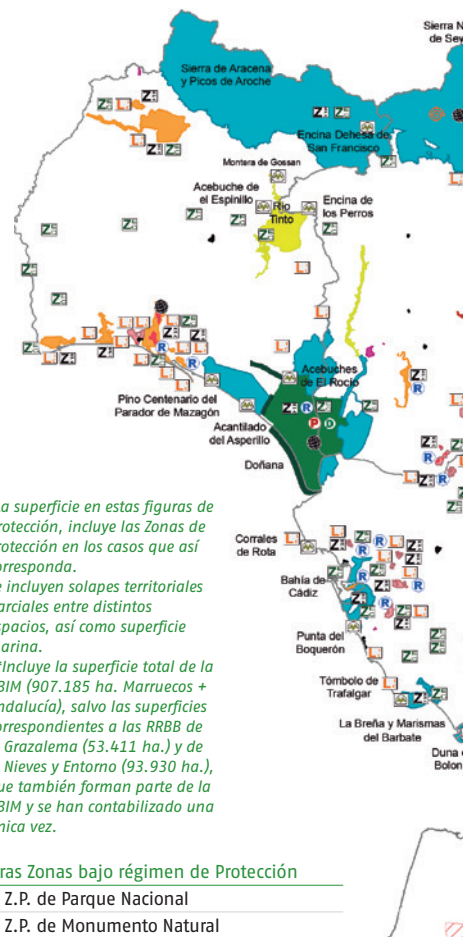 Sierra N
de Sev
Sierra de Aracena
y Picos de Aroche
Encina Dehesa de
San Francisco
Montera de Gossan
Acebuche de
el Espinillo
Río
Tinto
Encina de
los Perros
Acebuches
de El Rocío
Pino Centenario del
Parador de Mazagón
Acantilado
del Asperillo
Doñana
a superficie en estas figuras de
rotección, incluye las Zonas de
rotección en los casos que así
orresponda.
e incluyen solapes territoriales
arciales entre distintos
spacios, así como superficie
arina.
Incluye la superficie total de la
BIM (907.185 ha. Marruecos +
ndalucía), salvo las superficies
orrespondientes a las RRBB de
Grazalema (53.411 ha.) y de
Nieves y Entorno (93.930 ha.),
ue también forman parte de la
BIM y se han contabilizado una
nica vez.
Corrales
de Rota
Bahía de
Cádiz
Punta del
Boquerón
Tómbolo de
Trafalgar
La Breña y Marismas
del Barbate
Duna
Bolon
ras Zonas bajo régimen de Protección
Z.P. de Parque Nacional
Z.P. de Monumento Natural